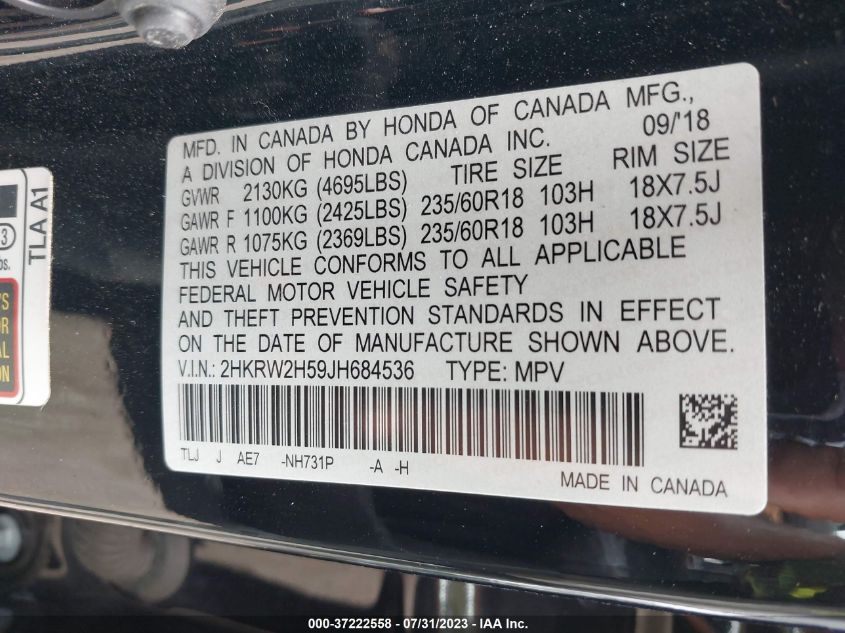 MFD. IN CANADA BY HONDA OF CANADA MFG.,
A DIVISION OF HONDA CANADA INC. 09/'18
GVWR 2130KG (4695LBS) TIRE SIZE RIM SIZE
GAWR F 1100KG (2425LBS) 235/60R18 103H 18X7.5J
GAWR R 1075KG (2369LBS) 235/60R18 103H 18X7.5J
THIS VEHICLE CONFORMS TO ALL APPLICABLE
FEDERAL MOTOR VEHICLE SAFETY
AND THEFT PREVENTION STANDARDS IN EFFECT
ON THE DATE OF MANUFACTURE SHOWN ABOVE.
V.I.N.: 2HKRW2H59JH684536 TYPE: MPV
TLJ J AE7 -NH731P -A -H
MADE IN CANADA
TLA A1
3
000-37222558 - 07/31/2023 - IAA Inc.